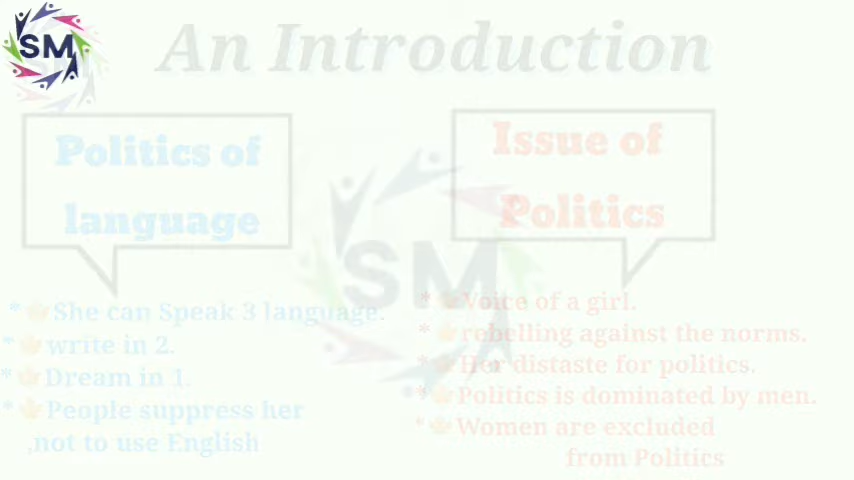 SM
An Introduction
Politics of
language
* She can Speak 3 language.
* write in 2.
* Dream in 1.
* People suppress her
,not to use English
Issue of
Politics
* Voice of a girl.
* rebelling against the norms.
* Her distaste for politics.
* Politics is dominated by men.
* Women are excluded
from Politics
SM